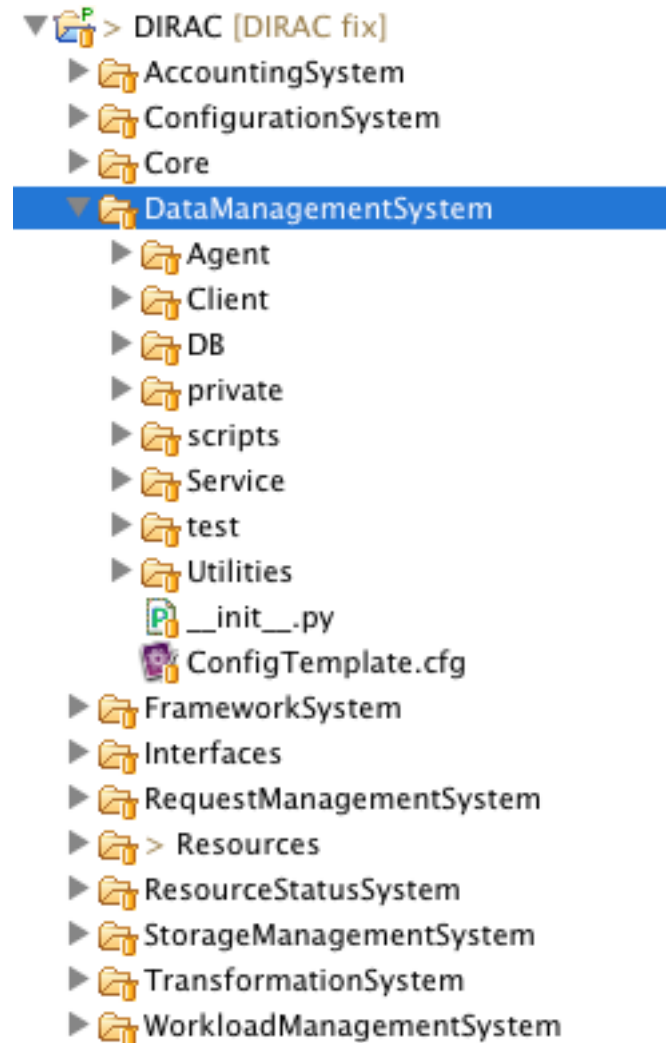 > DIRAC [DIRAC fix]
AccountingSystem
ConfigurationSystem
Core
DataManagementSystem
Agent
Client
DB
private
scripts
Service
test
Utilities
__init__.py
ConfigTemplate.cfg
FrameworkSystem
Interfaces
RequestManagementSystem
> Resources
ResourceStatusSystem
StorageManagementSystem
TransformationSystem
WorkloadManagementSystem